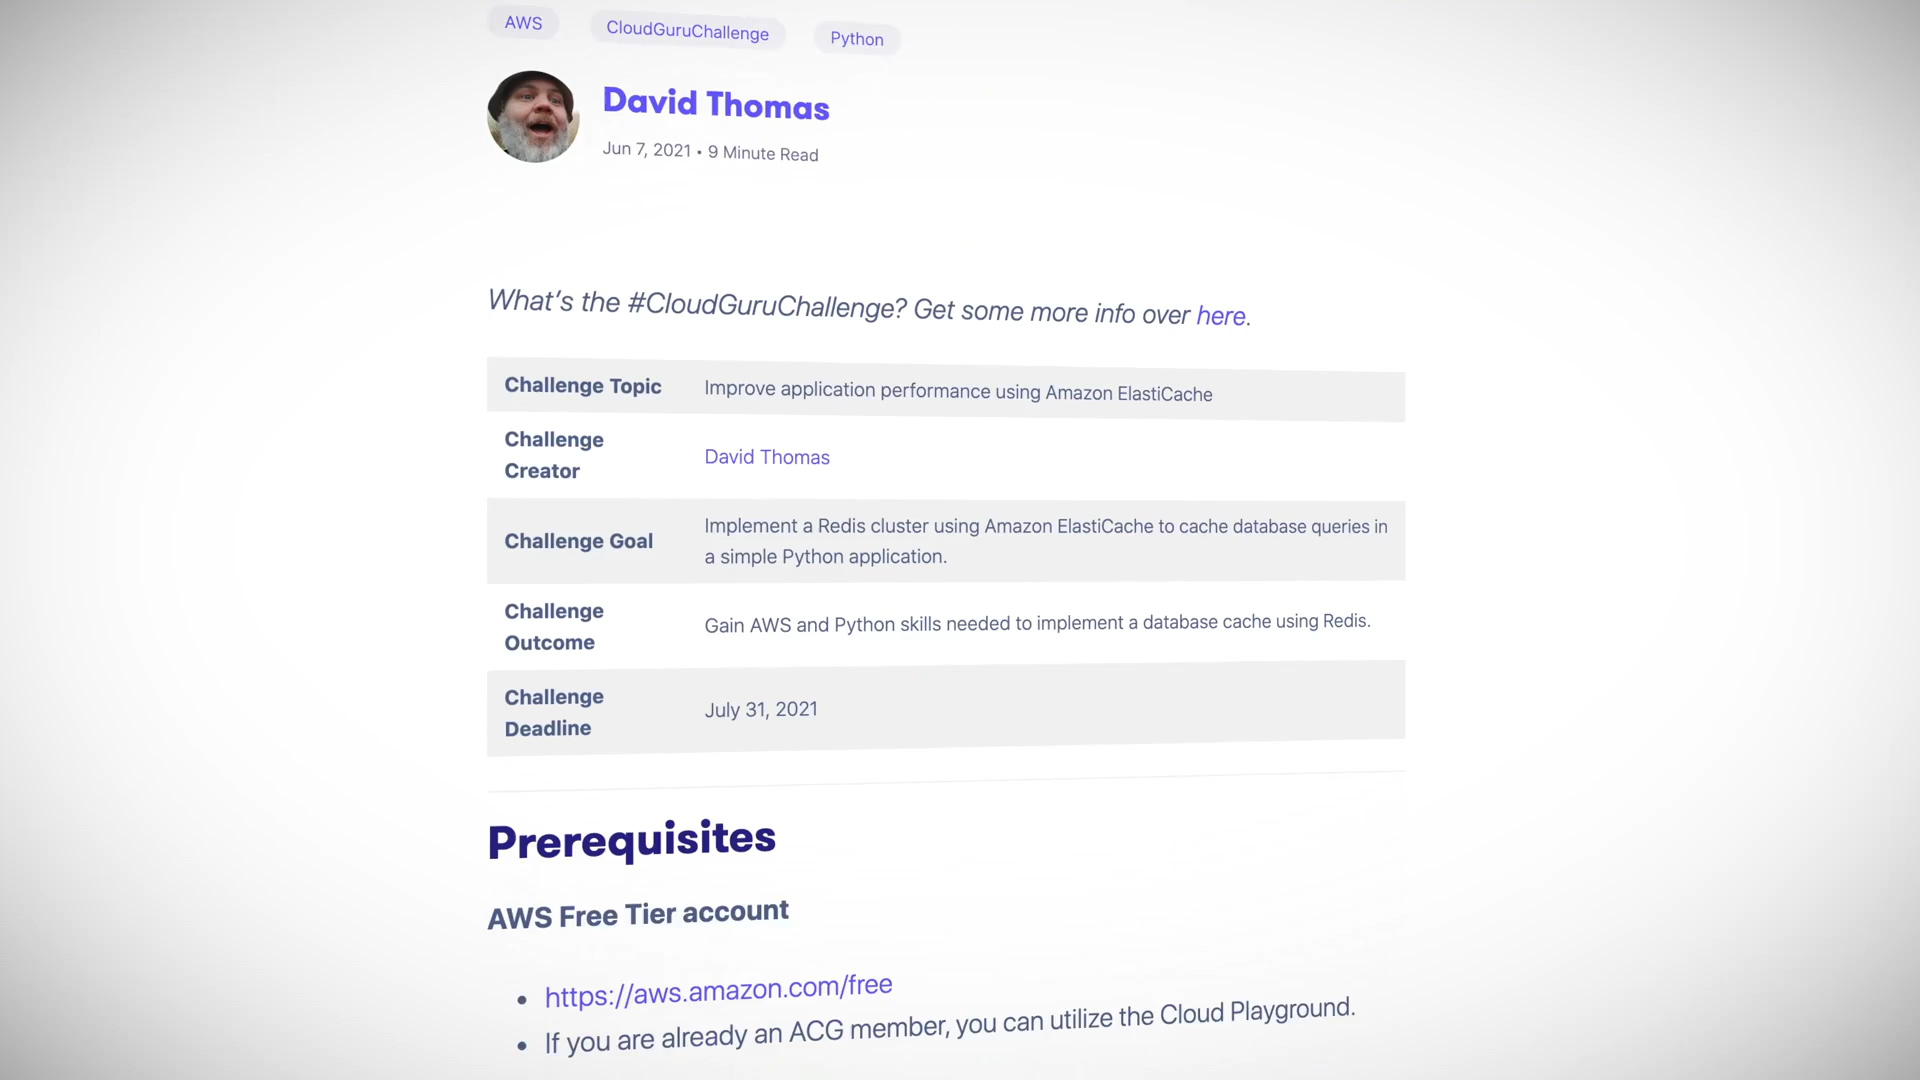 AWS CloudGuruChallenge Python
David Thomas
Jun 7, 2021 • 9 Minute Read
What's the #CloudGuruChallenge? Get some more info over here.
Challenge Topic Improve application performance using Amazon ElastiCache
Challenge
Creator
David Thomas
Challenge Goal
Implement a Redis cluster using Amazon ElastiCache to cache database queries in
a simple Python application.
Challenge
Outcome
Gain AWS and Python skills needed to implement a database cache using Redis.
Challenge
Deadline
July 31, 2021
Prerequisites
AWS Free Tier account
• https://aws.amazon.com/free
• If you are already an ACG member, you can utilize the Cloud Playground.